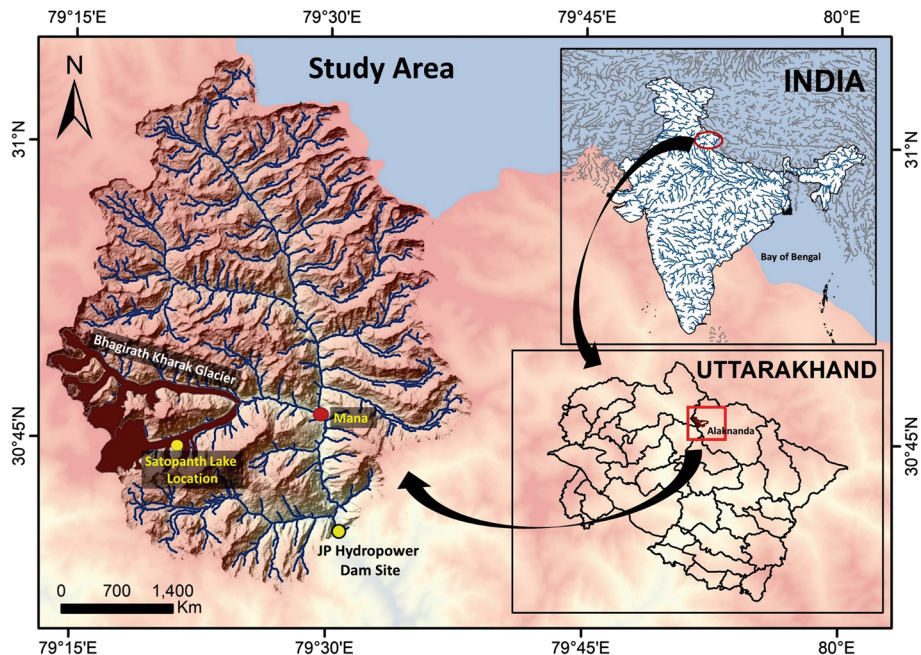 79°15'E 79°30'E 79°45'E 80°E
N
Study Area
INDIA
31°N
31°N
Bay of Bengal
Bhagirath Kharak Glacier
UTTARAKHAND
Mana
Alaknanda
30°45'N
30°45'N
Satopanth Lake
Location
JP Hydropower
Dam Site
0 700 1,400
Km
79°15'E 79°30'E 79°45'E 80°E